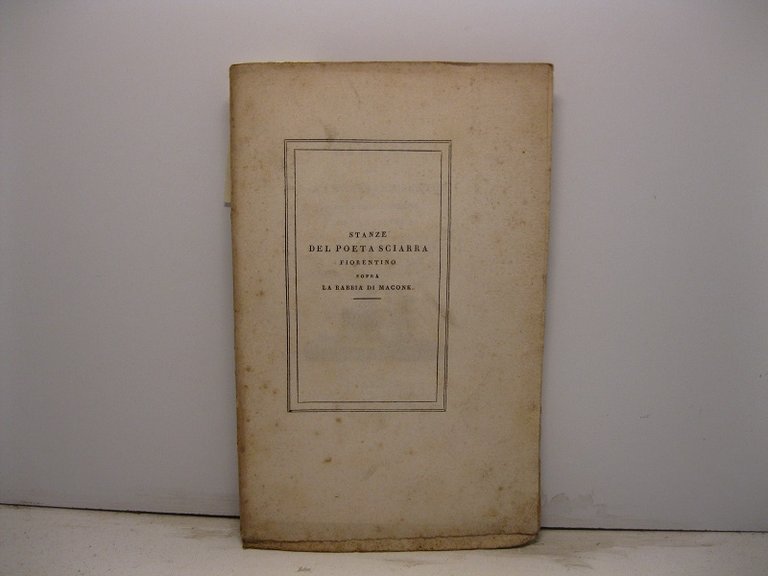 STANZE
DEL POETA SCIARRA
FIORENTINO
SOPRA
LA RABBIA DI MACONE.